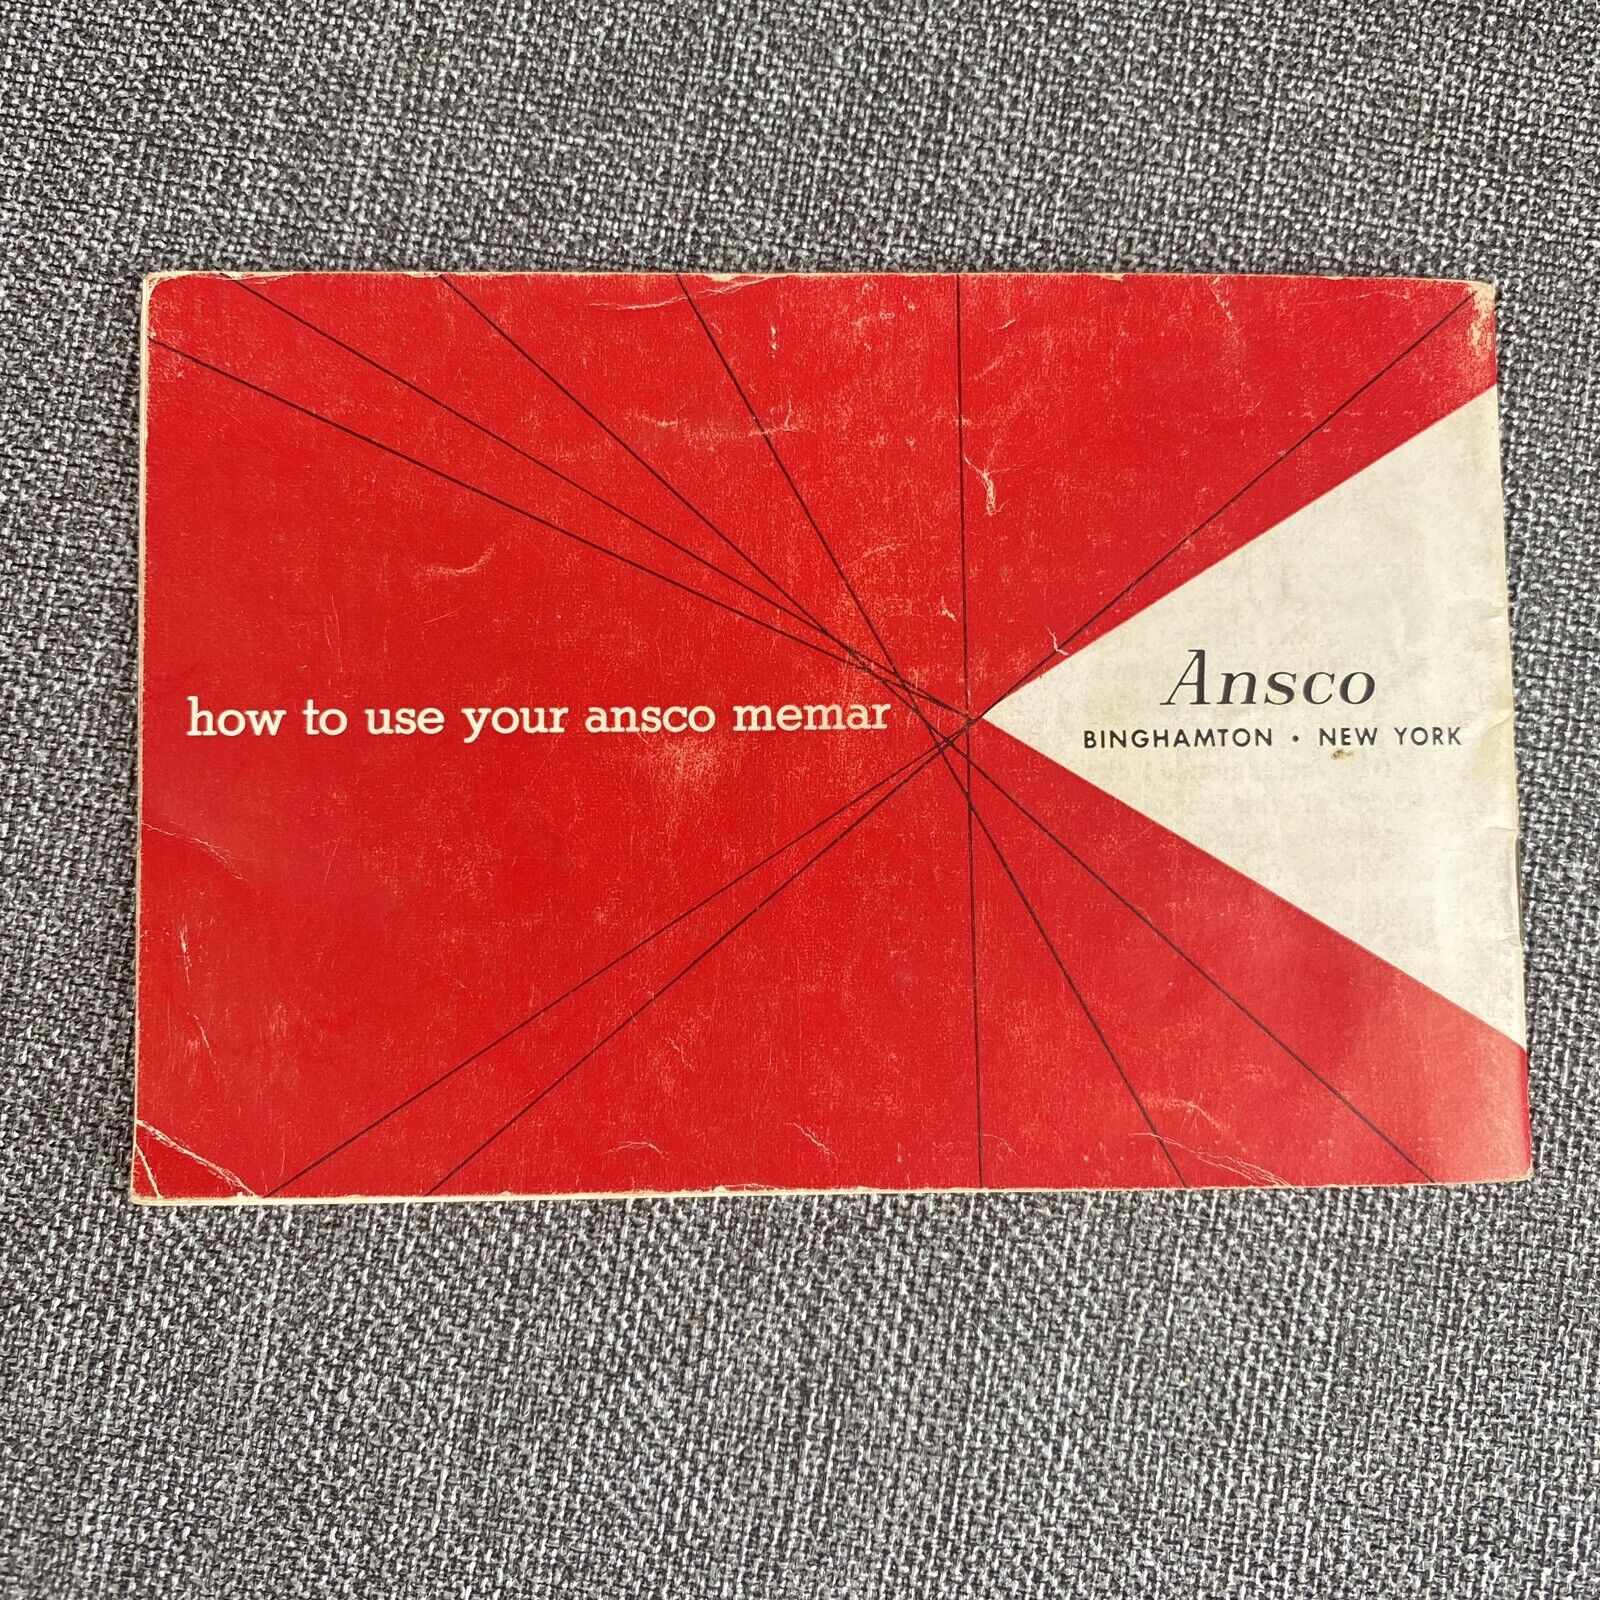 how to use your ansco memar
Ansco
BINGHAMTON • NEW YORK